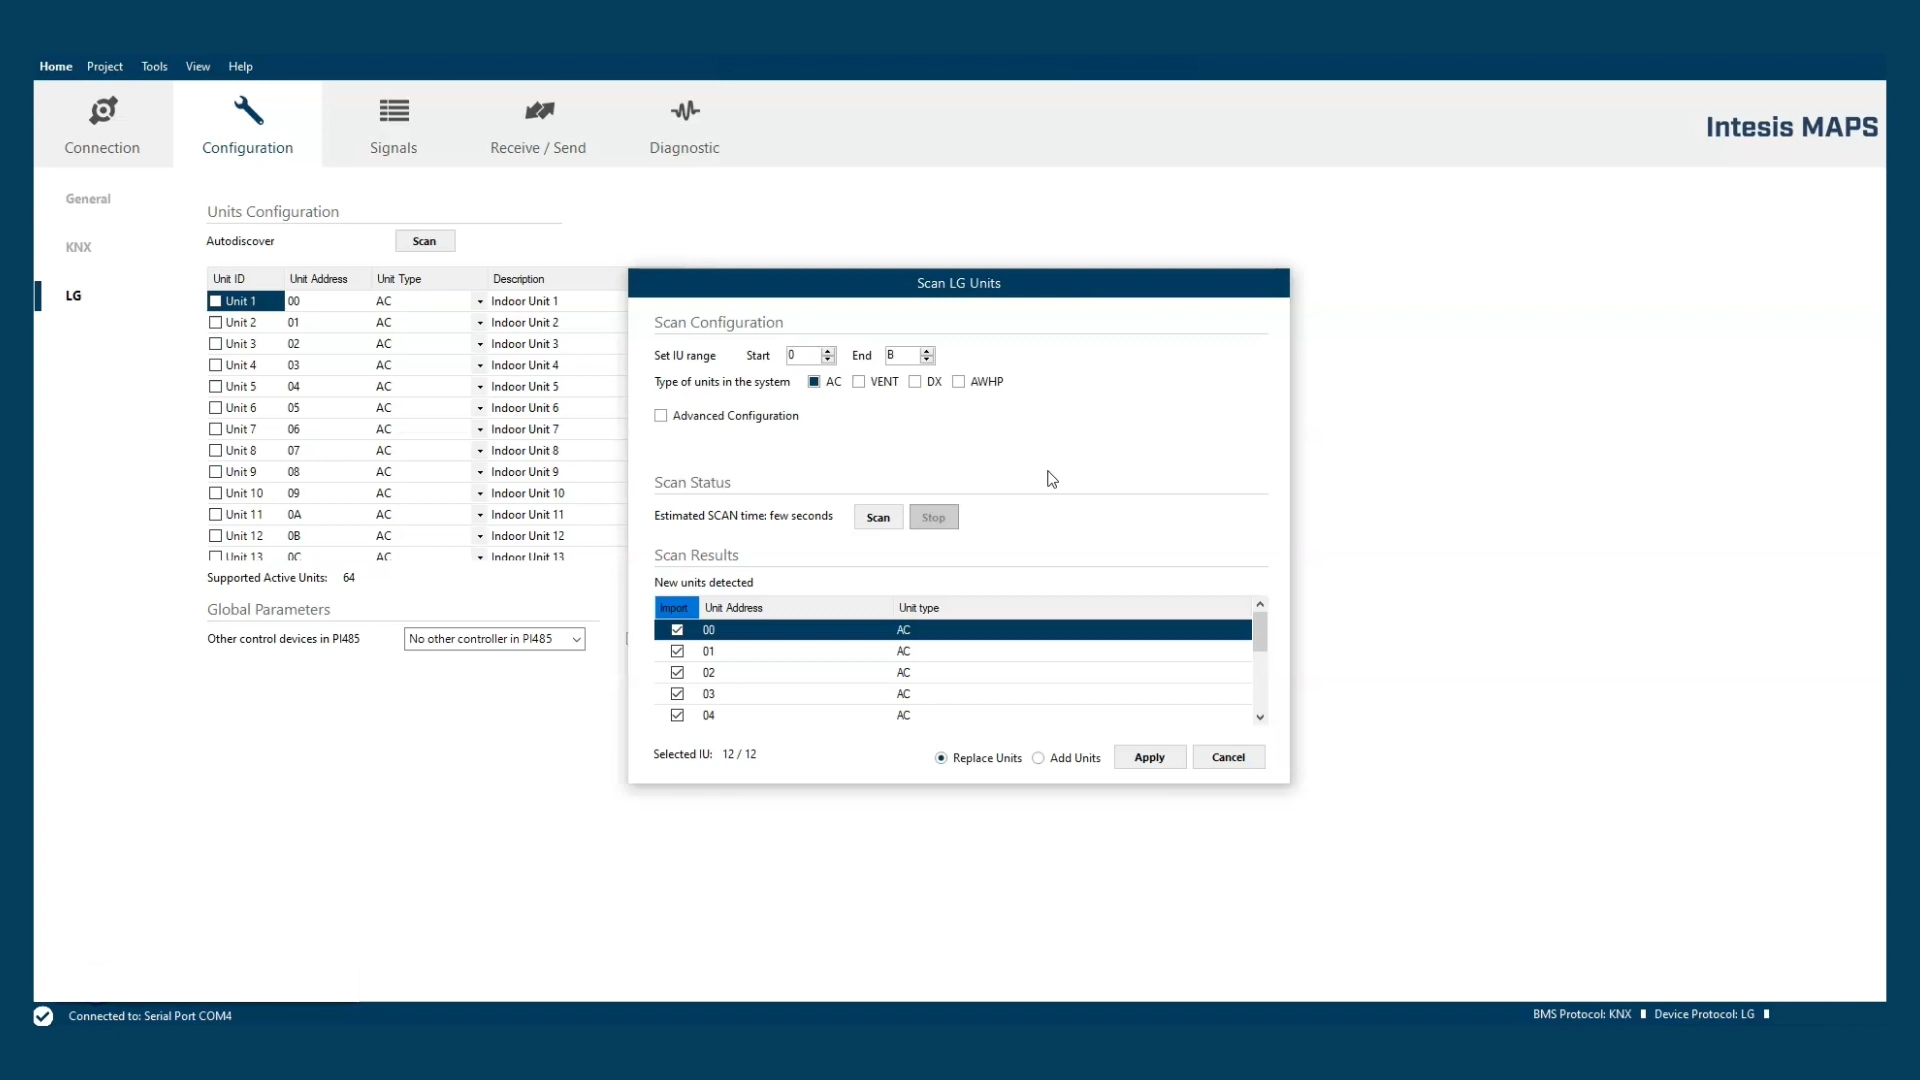 Home Project Tools View Help
Connection Configuration Signals Receive / Send Diagnostic
Intesis MAPS
General
KNX
LG
Units Configuration
Autodiscover Scan
Unit ID Unit Address Unit Type Description
Unit 1 00 AC Indoor Unit 1
Unit 2 01 AC Indoor Unit 2
Unit 3 02 AC Indoor Unit 3
Unit 4 03 AC Indoor Unit 4
Unit 5 04 AC Indoor Unit 5
Unit 6 05 AC Indoor Unit 6
Unit 7 06 AC Indoor Unit 7
Unit 8 07 AC Indoor Unit 8
Unit 9 08 AC Indoor Unit 9
Unit 10 09 AC Indoor Unit 10
Unit 11 0A AC Indoor Unit 11
Unit 12 0B AC Indoor Unit 12
Unit 13 0C AC Indoor Unit 13
Supported Active Units: 64
Global Parameters
Other control devices in PI485 No other controller in PI485
Scan LG Units
Scan Configuration
Set IU range Start 0 End B
Type of units in the system AC VENT DX AWHP
Advanced Configuration
Scan Status
Estimated SCAN time: few seconds Scan Stop
Scan Results
New units detected
Import Unit Address Unit type
00 AC
01 AC
02 AC
03 AC
04 AC
Selected IU: 12 / 12 Replace Units Add Units Apply Cancel
Connected to: Serial Port COM4
BMS Protocol: KNX Device Protocol: LG